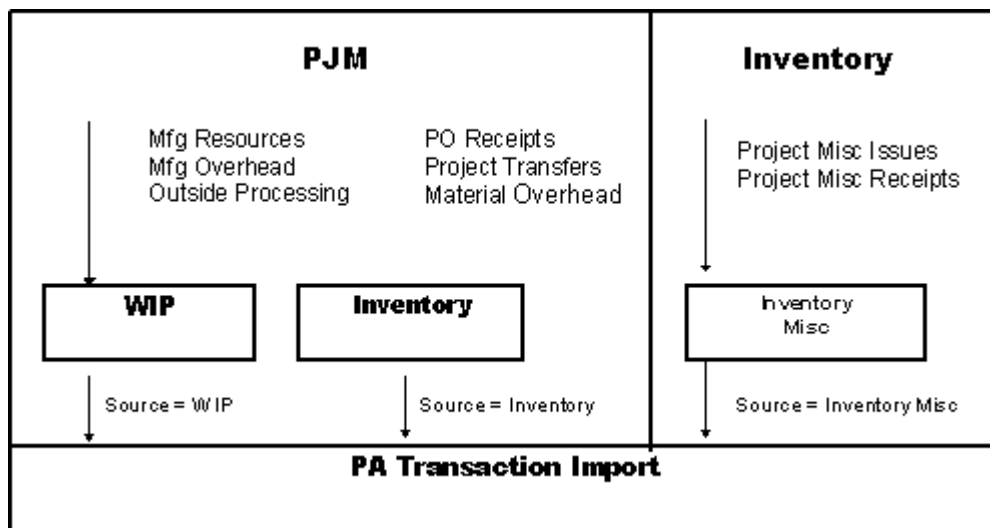 PJM
Inventory
Mfg Resources
Mfg Overhead
Outside Processing
PO Receipts
Project Transfers
Material Overhead
Project Misc Issues
Project Misc Receipts
WIP
Inventory
Inventory
Misc
Source = WIP
Source = Inventory
Source = Inventory Misc
PA Transaction Import